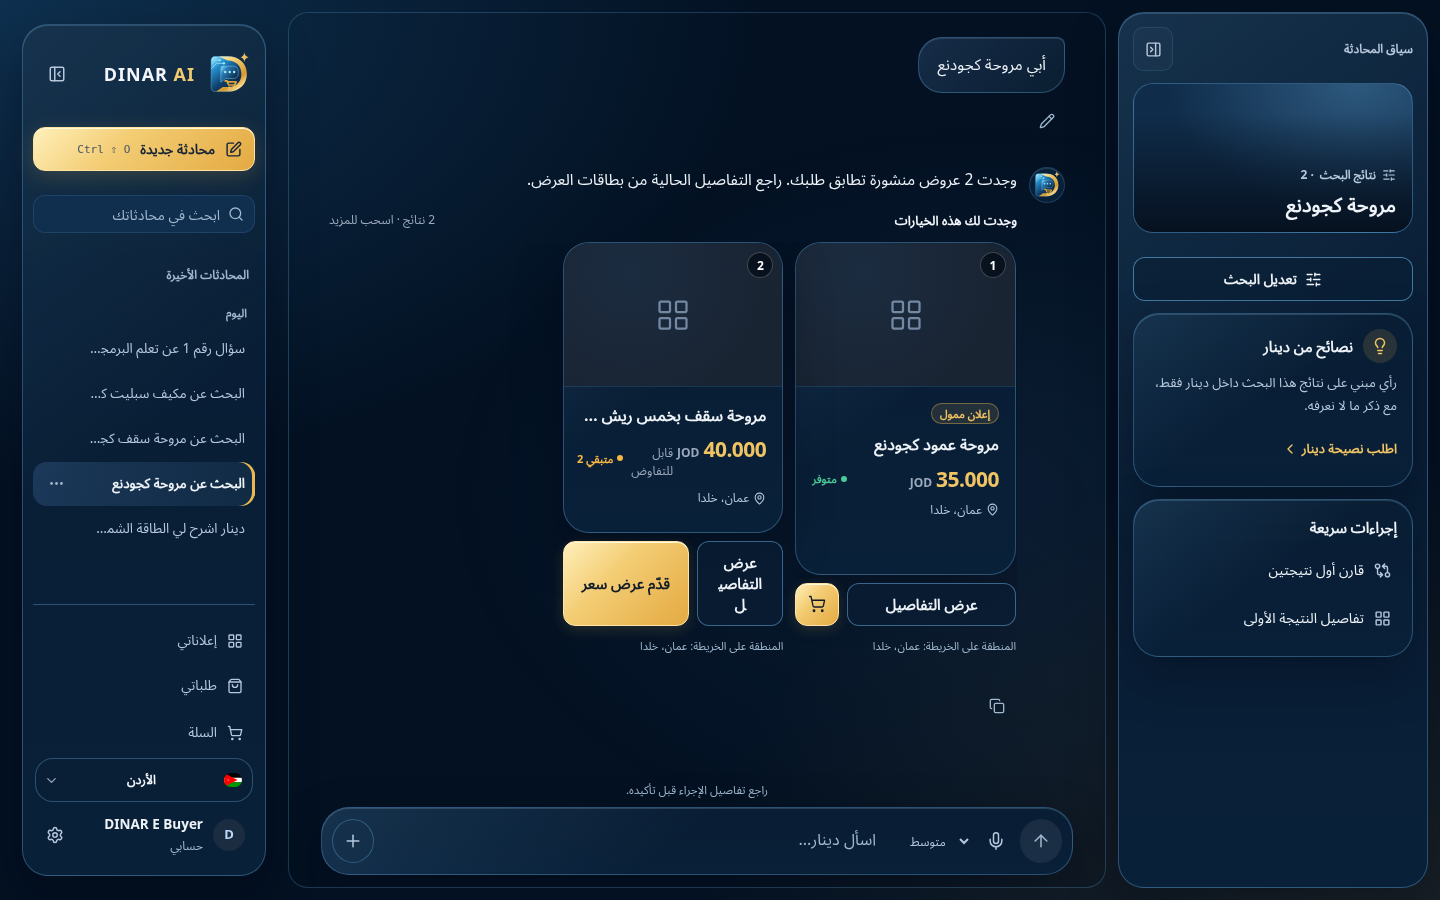 سياق المحادثة
نتائج البحث · 2
مروحة كجودنع
تعديل البحث
نصائح من دينار
رأي مبني على نتائج هذا البحث داخل دينار فقط،
مع ذكر ما لا نعرفه.
اطلب نصيحة دينار
إجراءات سريعة
قارن أول نتيجتين
تفاصيل النتيجة الأولى
أبي مروحة كجودنع
وجدت 2 عروض منشورة تطابق طلبك. راجع التفاصيل الحالية من بطاقات العرض.
وجدت لك هذه الخيارات
2 نتائج · اسحب للمزيد
1
إعلان ممول
مروحة عمود كجودنع
35.000 JOD
متوفر
عمان، خلدا
عرض التفاصيل
المنطقة على الخريطة: عمان، خلدا
2
مروحة سقف بخمس ريش ...
40.000 JOD قابل
للتفاوض
متبقي 2
عمان، خلدا
عرض
التفاصي
ل
قدّم عرض سعر
المنطقة على الخريطة: عمان، خلدا
راجع تفاصيل الإجراء قبل تأكيده.
متوسط
اسأل دينار...
DINAR AI
محادثة جديدة Ctrl ⇧ O
ابحث في محادثاتك
المحادثات الأخيرة
اليوم
سؤال رقم 1 عن تعلم البرمجـ...
البحث عن مكيف سبليت كـ...
البحث عن مروحة سقف كجـ...
البحث عن مروحة كجودنع
دينار اشرح لي الطاقة الشمـ...
إعلاناتي
طلباتي
السلة
الأردن
D
DINAR E Buyer
حسابي